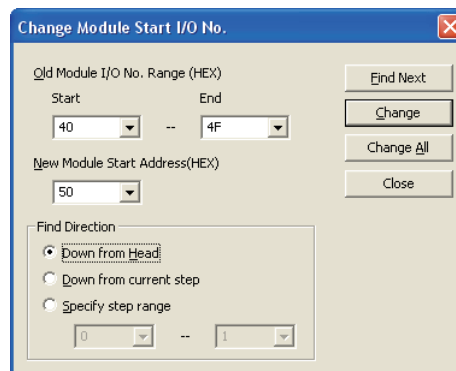 Change Module Start I/O No.
Old Module I/O No. Range (HEX)
Start End
40 -- 4F
New Module Start Address(HEX)
50
Find Direction
Down from Head
Down from current step
Specify step range
0 -- 1
Find Next
Change
Change All
Close